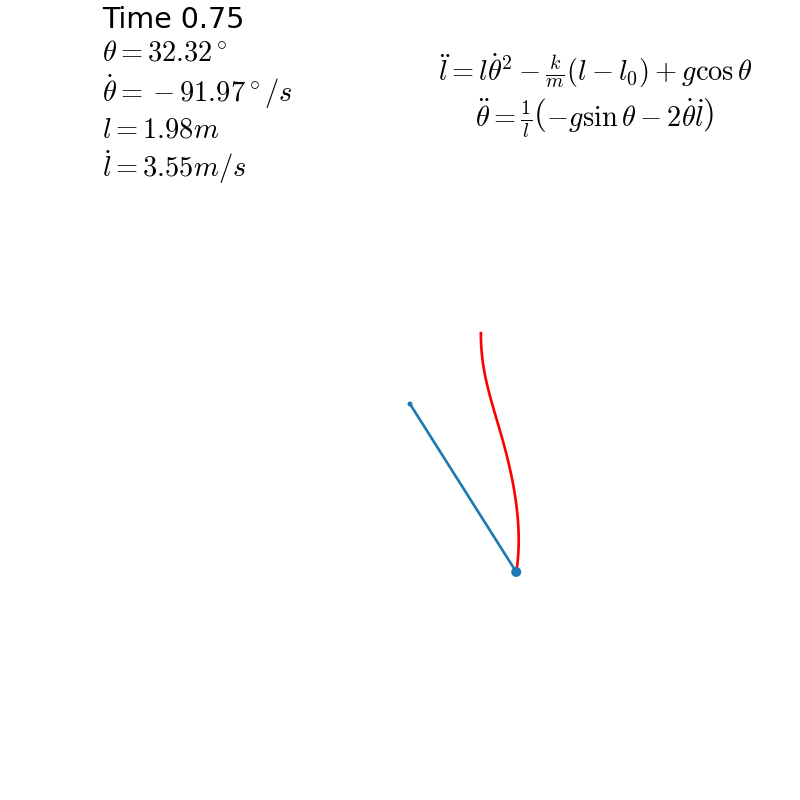 Time 0.75
θ = 32.32°
θ̇ = −91.97°/s
l = 1.98m
l̇ = 3.55m/s
l̈ = lθ̇² − k/m(l − l₀) + g cos θ
θ̈ = 1/l(−g sin θ − 2θ̇l̇)